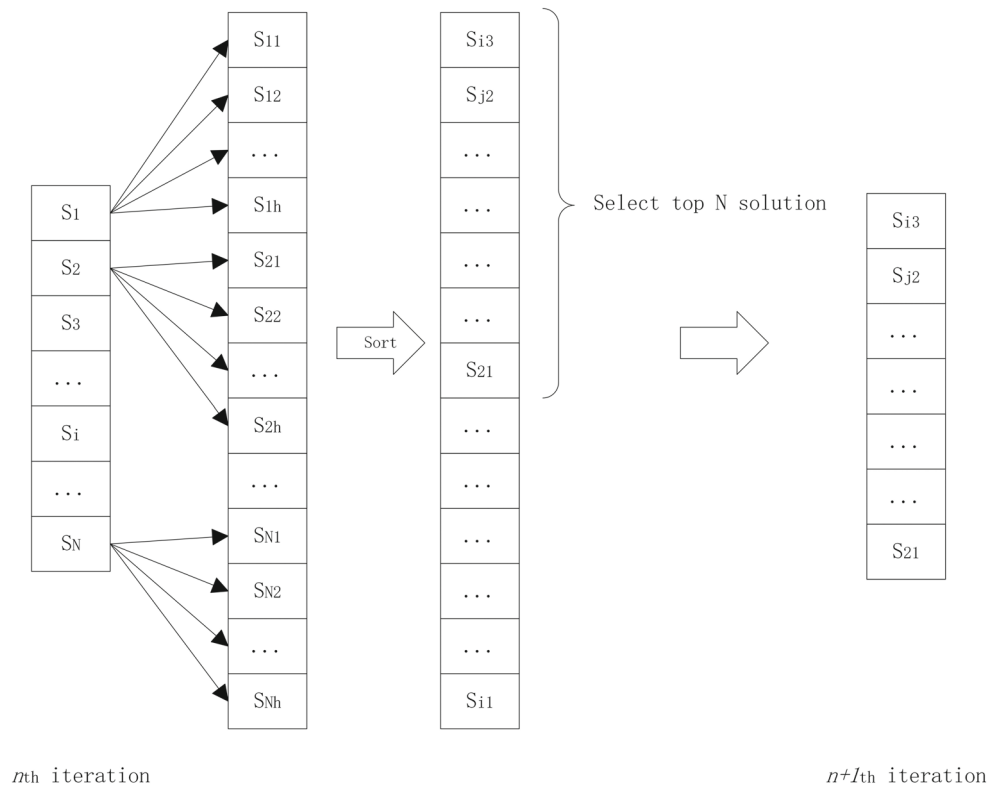 S1
S2
S3
...
Si
...
SN
S11
S12
...
S1h
S21
S22
...
S2h
...
SN1
SN2
...
SNh
Sort
Si3
Sj2
...
...
...
...
S21
...
...
...
...
...
Si1
Select top N solution
Si3
Sj2
...
...
...
...
S21
nth iteration
n+1th iteration